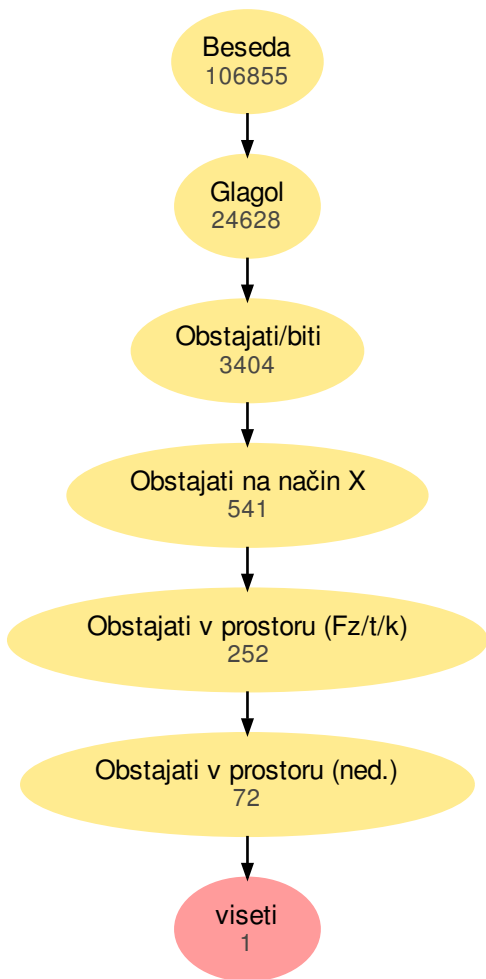 Beseda
106855
Glagol
24628
Obstajati/biti
3404
Obstajati na način X
541
Obstajati v prostoru (Fz/t/k)
252
Obstajati v prostoru (ned.)
72
viseti
1